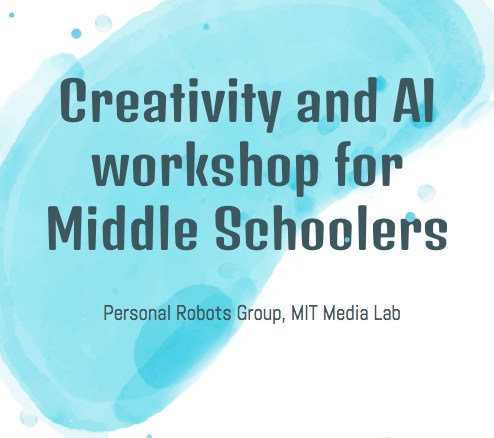 Creativity and AI
workshop for
Middle Schoolers
Personal Robots Group, MIT Media Lab